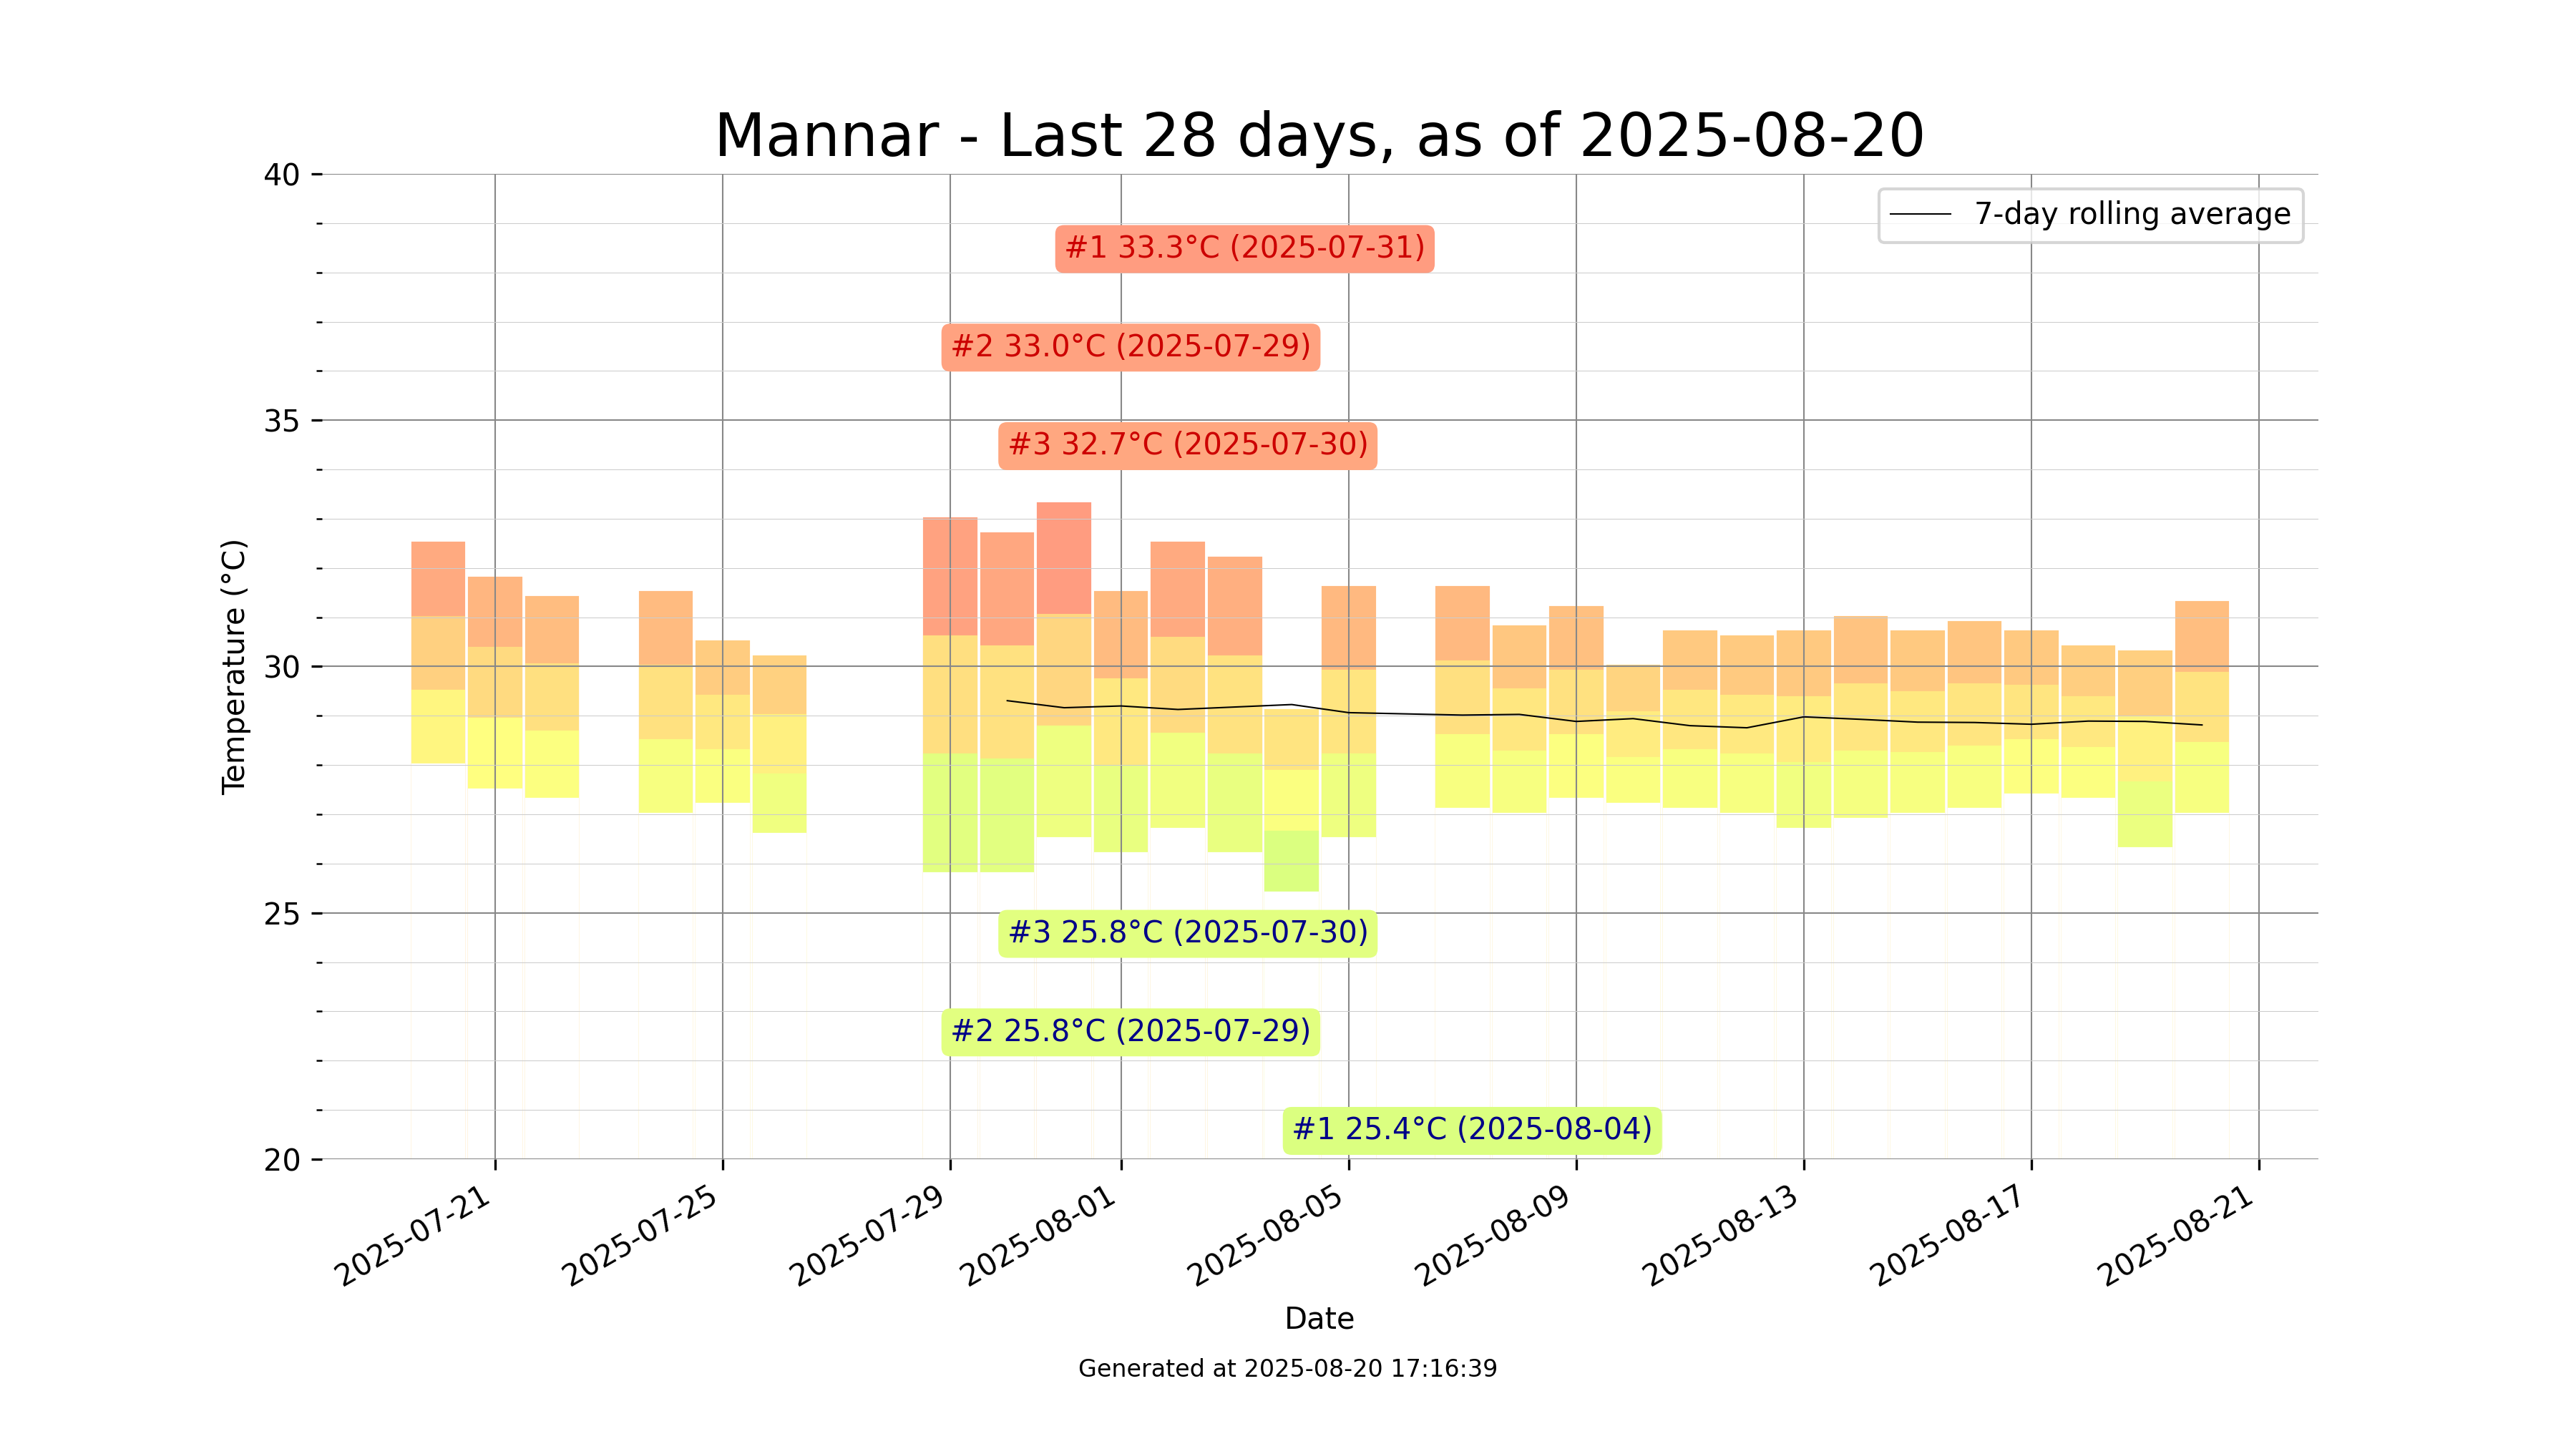 Mannar - Last 28 days, as of 2025-08-20
40
35
30
25
20
Temperature (°C)
7-day rolling average
#1 33.3°C (2025-07-31)
#2 33.0°C (2025-07-29)
#3 32.7°C (2025-07-30)
#3 25.8°C (2025-07-30)
#2 25.8°C (2025-07-29)
#1 25.4°C (2025-08-04)
2025-07-21
2025-07-25
2025-07-29
2025-08-01
2025-08-05
2025-08-09
2025-08-13
2025-08-17
2025-08-21
Date
Generated at 2025-08-20 17:16:39